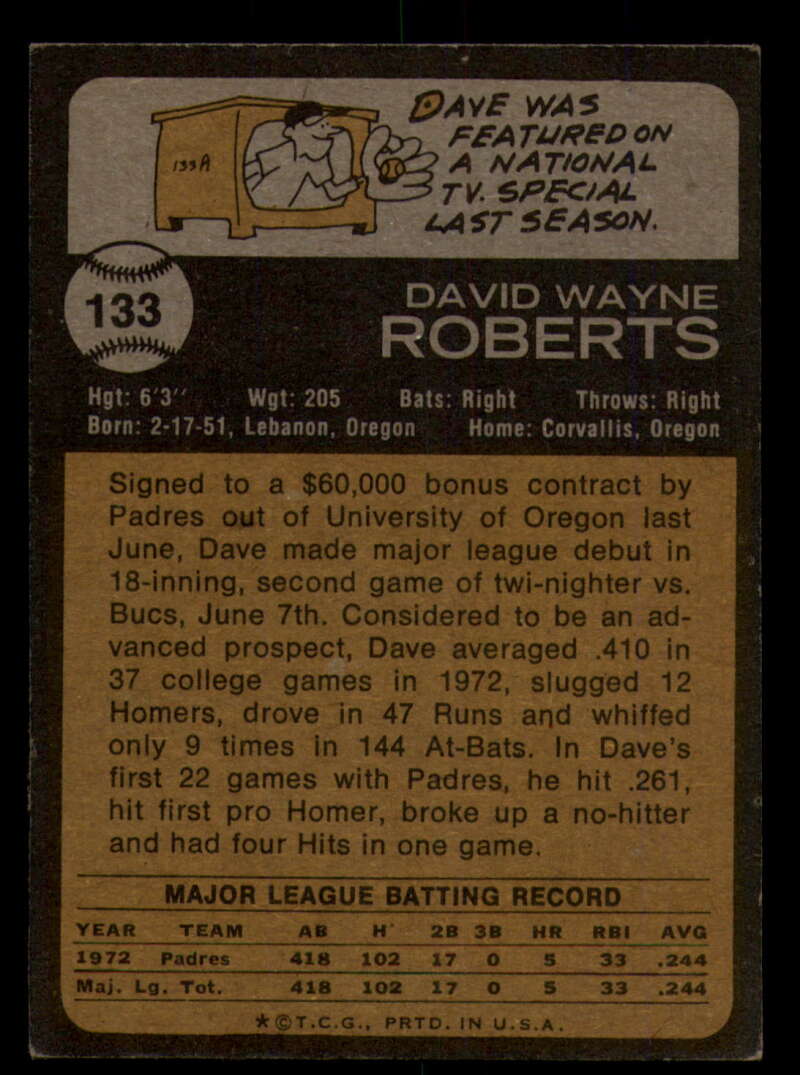 DAVE WAS
FEATURED ON
A NATIONAL
TV. SPECIAL
LAST SEASON.
133A
133
DAVID WAYNE
ROBERTS
Hgt: 6'3" Wgt: 205 Bats: Right Throws: Right
Born: 2-17-51, Lebanon, Oregon Home: Corvallis, Oregon
Signed to a $60,000 bonus contract by
Padres out of University of Oregon last
June, Dave made major league debut in
18-inning, second game of twi-nighter vs.
Bucs, June 7th. Considered to be an ad-
vanced prospect, Dave averaged .410 in
37 college games in 1972, slugged 12
Homers, drove in 47 Runs and whiffed
only 9 times in 144 At-Bats. In Dave's
first 22 games with Padres, he hit .261,
hit first pro Homer, broke up a no-hitter
and had four Hits in one game.
MAJOR LEAGUE BATTING RECORD
YEAR TEAM AB H 2B 3B HR RBI AVG
1972 Padres 418 102 17 0 5 33 .244
Maj. Lg. Tot. 418 102 17 0 5 33 .244
*©T.C.G., PRTD. IN U.S.A.